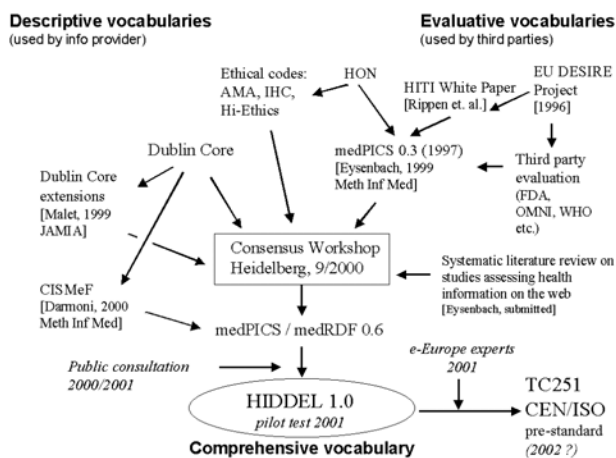 Descriptive vocabularies
(used by info provider)
Evaluative vocabularies
(used by third parties)
Ethical codes:
AMA, IHC,
Hi-Ethics
HON
HITI White Paper
[Rippen et. al.]
EU DESIRE
Project
[1996]
Dublin Core
medPICS 0.3 (1997)
[Eysenbach, 1999
Meth Inf Med]
Third party
evaluation
(FDA,
OMNI, WHO
etc.)
Dublin Core
extensions
[Malet, 1999
JAMIA]
Consensus Workshop
Heidelberg, 9/2000
Systematic literature review on
studies assessing health
information on the web
[Eysenbach, submitted]
CISMeF
[Darmoni, 2000
Meth Inf Med]
medPICS / medRDF 0.6
Public consultation
2000/2001
e-Europe experts
2001
HIDDEL 1.0
pilot test 2001
Comprehensive vocabulary
TC251
CEN/ISO
pre-standard
(2002 ?)